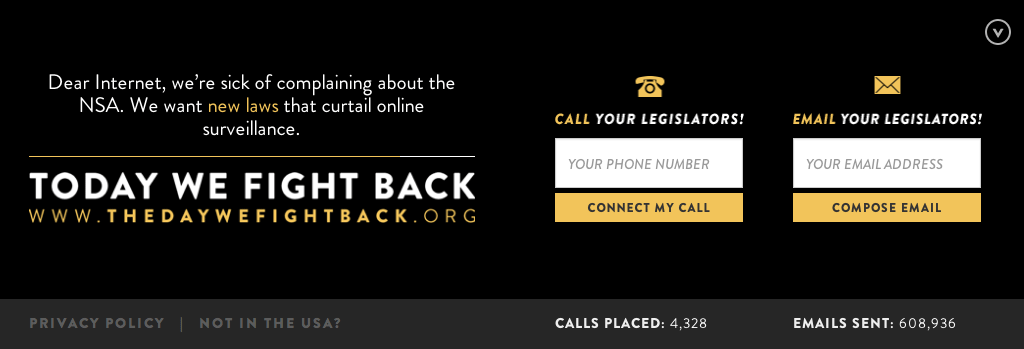 V
Dear Internet, we're sick of complaining about the
NSA. We want new laws that curtail online
surveillance.
TODAY WE FIGHT BACK
WWW.THEDAYWEFIGHTBACK.ORG
CALL YOUR LEGISLATORS!
YOUR PHONE NUMBER
CONNECT MY CALL
EMAIL YOUR LEGISLATORS!
YOUR EMAIL ADDRESS
COMPOSE EMAIL
PRIVACY POLICY | NOT IN THE USA?
CALLS PLACED: 4,328
EMAILS SENT: 608,936